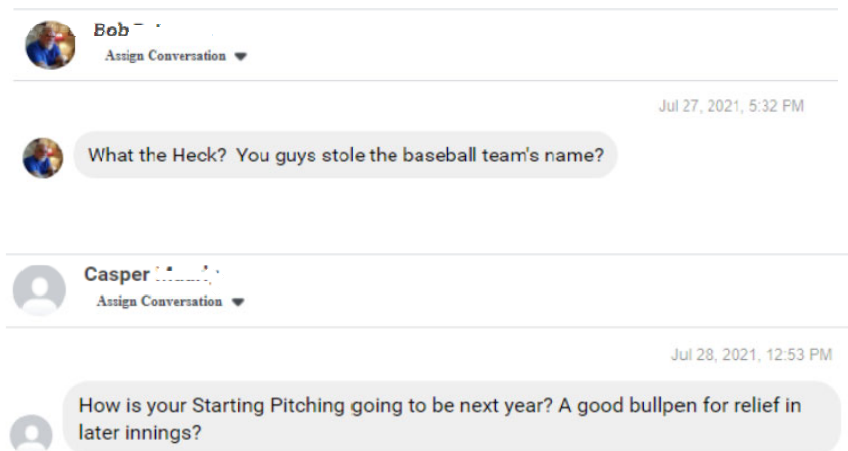 Bob
Assign Conversation
Jul 27, 2021, 5:32 PM
What the Heck? You guys stole the baseball team's name?
Casper
Assign Conversation
Jul 28, 2021, 12:53 PM
How is your Starting Pitching going to be next year? A good bullpen for relief in
later innings?